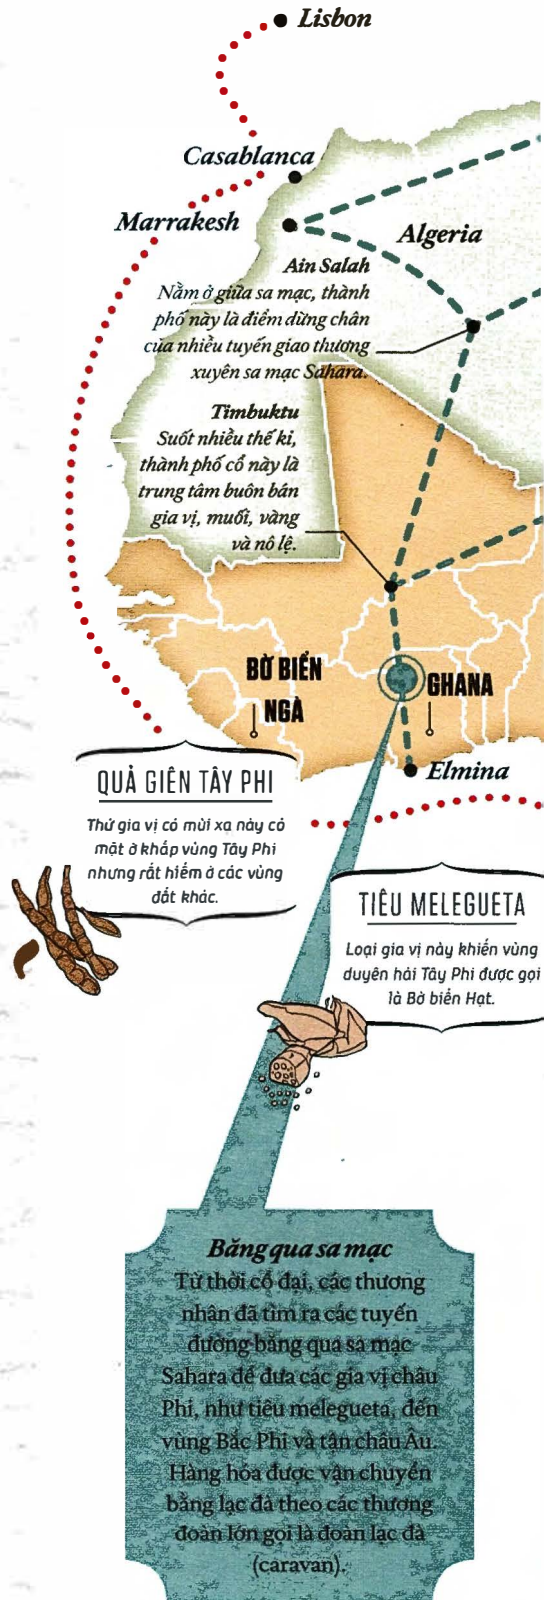 Lisbon
Casablanca
Marrakesh
Algeria
Ain Salah
Nằm ở giữa sa mạc, thành
phố này là điểm dừng chân
của nhiều tuyến giao thương
xuyên sa mạc Sahara.
Timbuktu
Suốt nhiều thế kỉ,
thành phố cổ này là
trung tâm buôn bán
gia vị, muối, vàng
và nô lệ.
BỜ BIỂN
NGÀ
GHANA
Elmina
QUẢ GIÊN TÂY PHI
Thứ gia vị có mùi xạ này có
mặt ở khắp vùng Tây Phi
nhưng rất hiếm ở các vùng
đất khác.
TIÊU MELEGUETA
Loại gia vị này khiến vùng
duyên hải Tây Phi được gọi
là Bờ biển Hạt.
Băng qua sa mạc
Từ thời cổ đại, các thương
nhân đã tìm ra các tuyến
đường băng qua sa mạc
Sahara để đưa các gia vị châu
Phi, như tiêu melegueta, đến
vùng Bắc Phi và tận châu Âu.
Hàng hóa được vận chuyển
bằng lạc đà theo các thương
đoàn lớn gọi là đoàn lạc đà
(caravan).